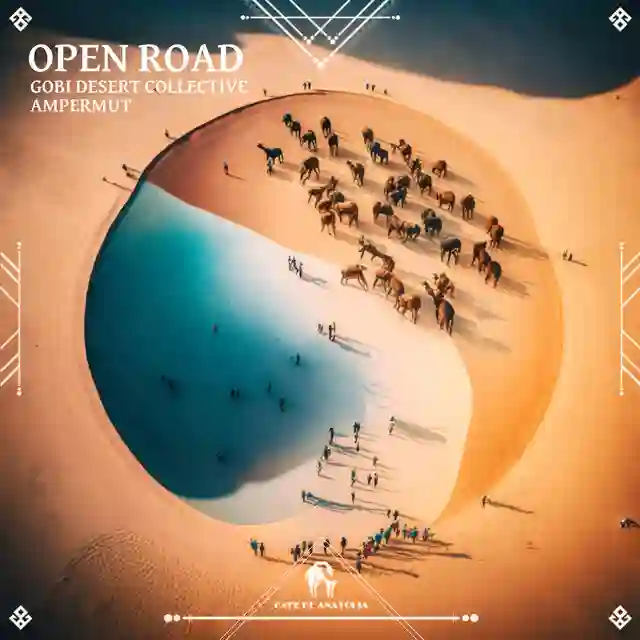 OPEN ROAD
GOBI DESERT COLLECTIVE
AMPERMUT
CAFE DE ANATOLIA